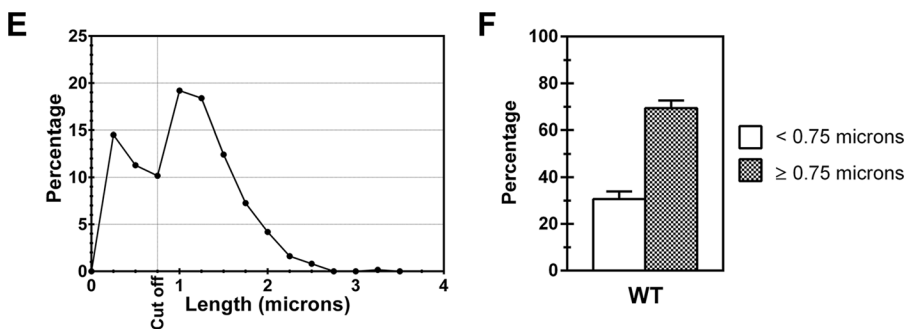 E
25
20
15
10
5
0
Percentage
0
1
2
3
4
Cut off
Length (microns)
F
100
80
60
40
20
0
Percentage
WT
< 0.75 microns
≥ 0.75 microns